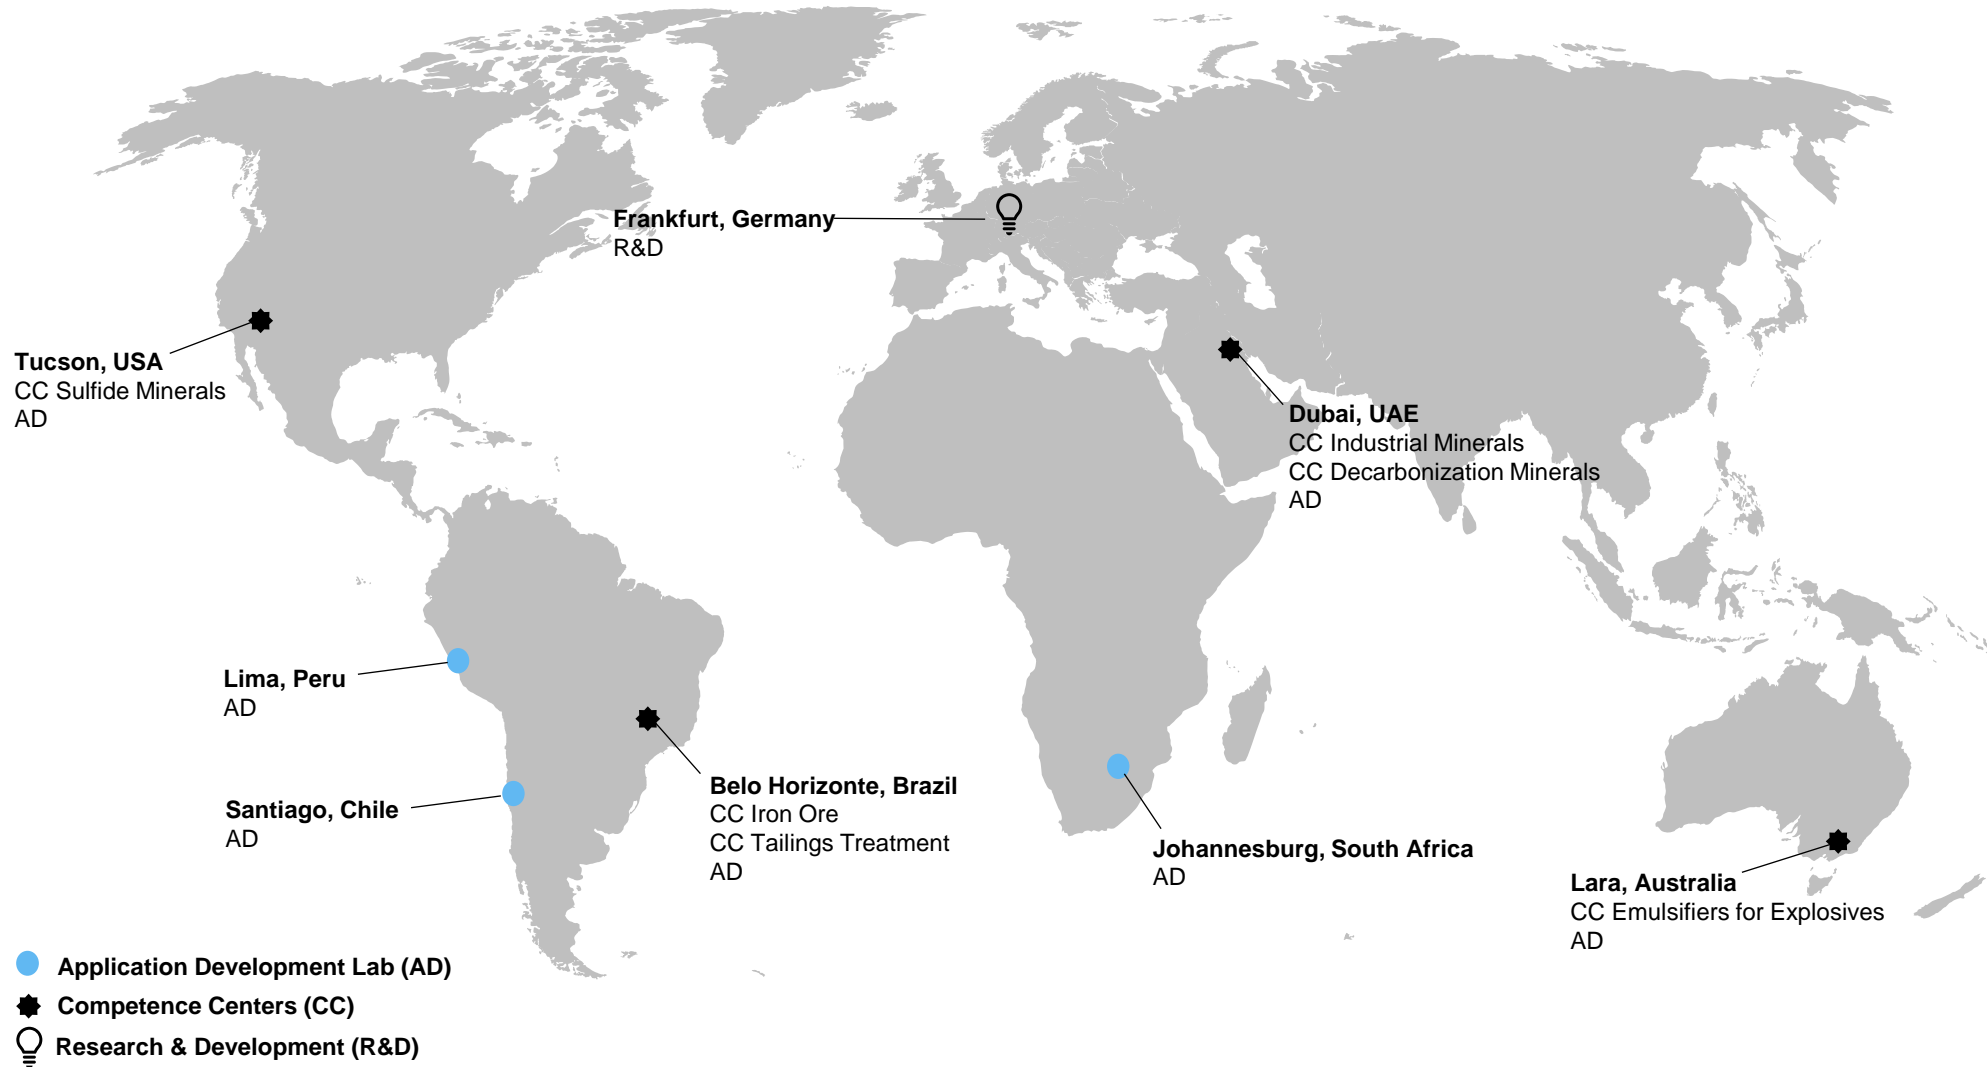 Frankfurt, Germany
R&D
Tucson, USA
CC Sulfide Minerals
AD
Dubai, UAE
CC Industrial Minerals
CC Decarbonization Minerals
AD
Lima, Peru
AD
Santiago, Chile
AD
Belo Horizonte, Brazil
CC Iron Ore
CC Tailings Treatment
AD
Johannesburg, South Africa
AD
Lara, Australia
CC Emulsifiers for Explosives
AD
Application Development Lab (AD)
Competence Centers (CC)
Research & Development (R&D)